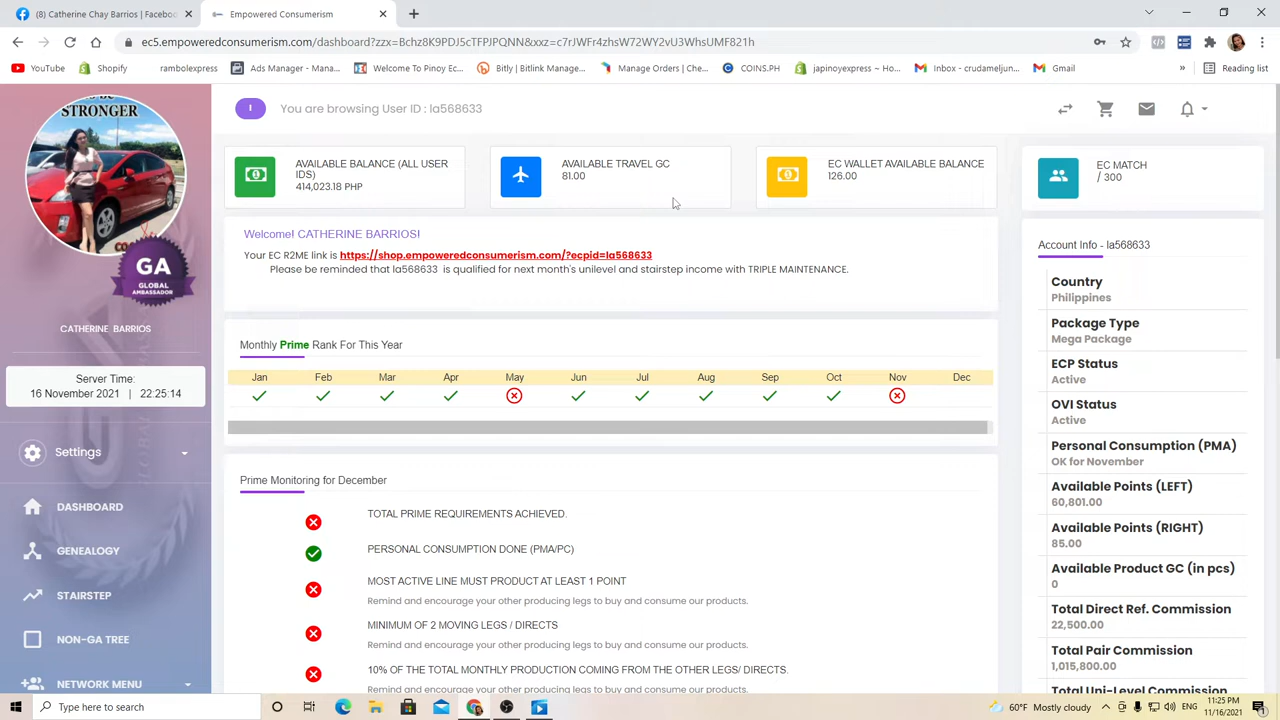 (8) Catherine Chay Barrios | Faceboo
Empowered Consumerism
ec5.empoweredconsumerism.com/dashboard?zzx=Bchz8K9PDJ5cTFPJPQNN&xxz=c7rJWFr4zhsW72WY2vU3WhsUMF821h
YouTube
Shopify
rambolexpress
Ads Manager - Mana...
Welcome To Pinoy Ec...
Bitly | Bitlink Manage...
Manage Orders | Che...
COINS.PH
japinoyexpress ~ Ho...
Inbox - crudameljun...
Gmail
»
Reading list
STRONGER
GA
GLOBAL
AMBASSADOR
CATHERINE BARRIOS
Server Time:
16 November 2021 | 22:25:14
Settings
DASHBOARD
GENEALOGY
STAIRSTEP
NON-GA TREE
NETWORK MENU
I
You are browsing User ID : la568633
AVAILABLE BALANCE (ALL USER
IDS)
414,023.18 PHP
AVAILABLE TRAVEL GC
81.00
EC WALLET AVAILABLE BALANCE
126.00
Welcome! CATHERINE BARRIOS!
Your EC R2ME link is https://shop.empoweredconsumerism.com/?ecpid=la568633
Please be reminded that la568633 is qualified for next month's unilevel and stairstep income with TRIPLE MAINTENANCE.
Monthly Prime Rank For This Year
Jan Feb Mar Apr May Jun Jul Aug Sep Oct Nov Dec
Prime Monitoring for December
TOTAL PRIME REQUIREMENTS ACHIEVED.
PERSONAL CONSUMPTION DONE (PMA/PC)
MOST ACTIVE LINE MUST PRODUCT AT LEAST 1 POINT
Remind and encourage your other producing legs to buy and consume our products.
MINIMUM OF 2 MOVING LEGS / DIRECTS
Remind and encourage your other producing legs to buy and consume our products.
10% OF THE TOTAL MONTHLY PRODUCTION COMING FROM THE OTHER LEGS/ DIRECTS.
Remind and encourage your other producing legs to buy and consume our products.
EC MATCH
/ 300
Account Info - la568633
Country
Philippines
Package Type
Mega Package
ECP Status
Active
OVI Status
Active
Personal Consumption (PMA)
OK for November
Available Points (LEFT)
60,801.00
Available Points (RIGHT)
85.00
Available Product GC (in pcs)
0
Total Direct Ref. Commission
22,500.00
Total Pair Commission
1,015,800.00
Total Uni-Level Commission
Type here to search
60°F Mostly cloudy
11:25 PM
11/16/2021